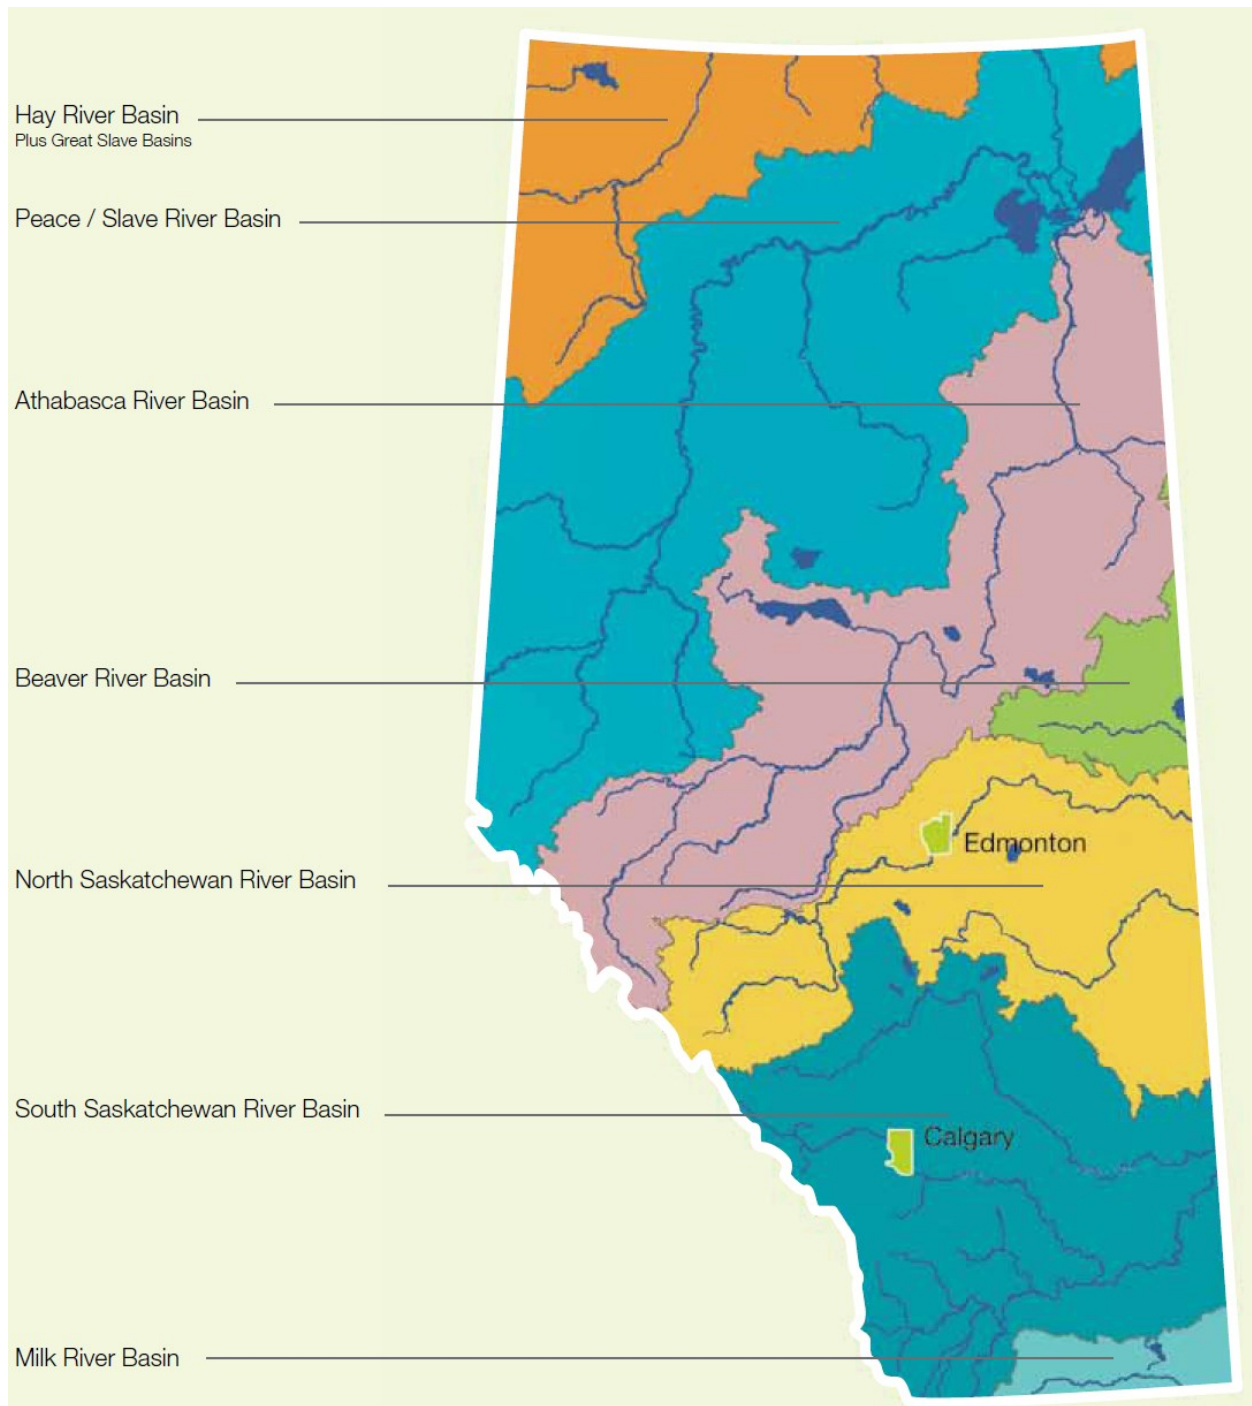 Hay River Basin
Plus Great Slave Basins
Peace / Slave River Basin
Athabasca River Basin
Beaver River Basin
Edmonton
North Saskatchewan River Basin
South Saskatchewan River Basin
Calgary
Milk River Basin